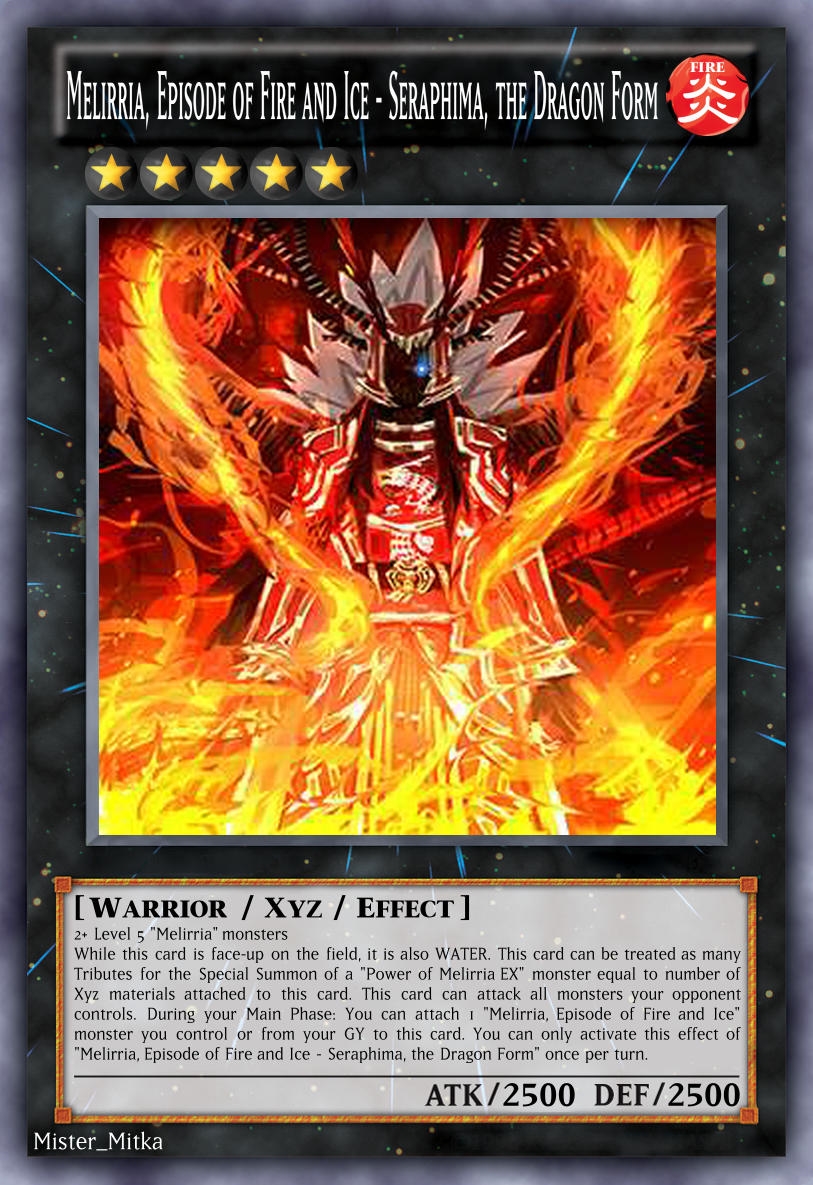 Melirria, Episode of Fire and Ice - Seraphima, the Dragon Form
FIRE
炎
[ Warrior / Xyz / Effect ]
2+ Level 5 "Melirria" monsters
While this card is face-up on the field, it is also WATER. This card can be treated as many
Tributes for the Special Summon of a "Power of Melirria EX" monster equal to number of
Xyz materials attached to this card. This card can attack all monsters your opponent
controls. During your Main Phase: You can attach 1 "Melirria, Episode of Fire and Ice"
monster you control or from your GY to this card. You can only activate this effect of
"Melirria, Episode of Fire and Ice - Seraphima, the Dragon Form" once per turn.
ATK/2500 DEF/2500
Mister_Mitka